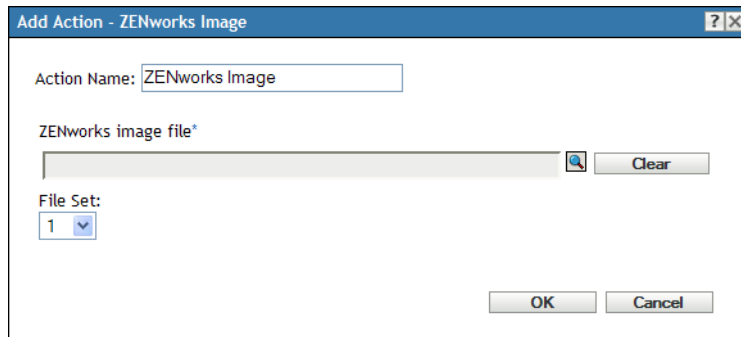 Add Action - ZENworks Image ?
Action Name: ZENworks Image
ZENworks image file*
Clear
File Set:
1
OK Cancel